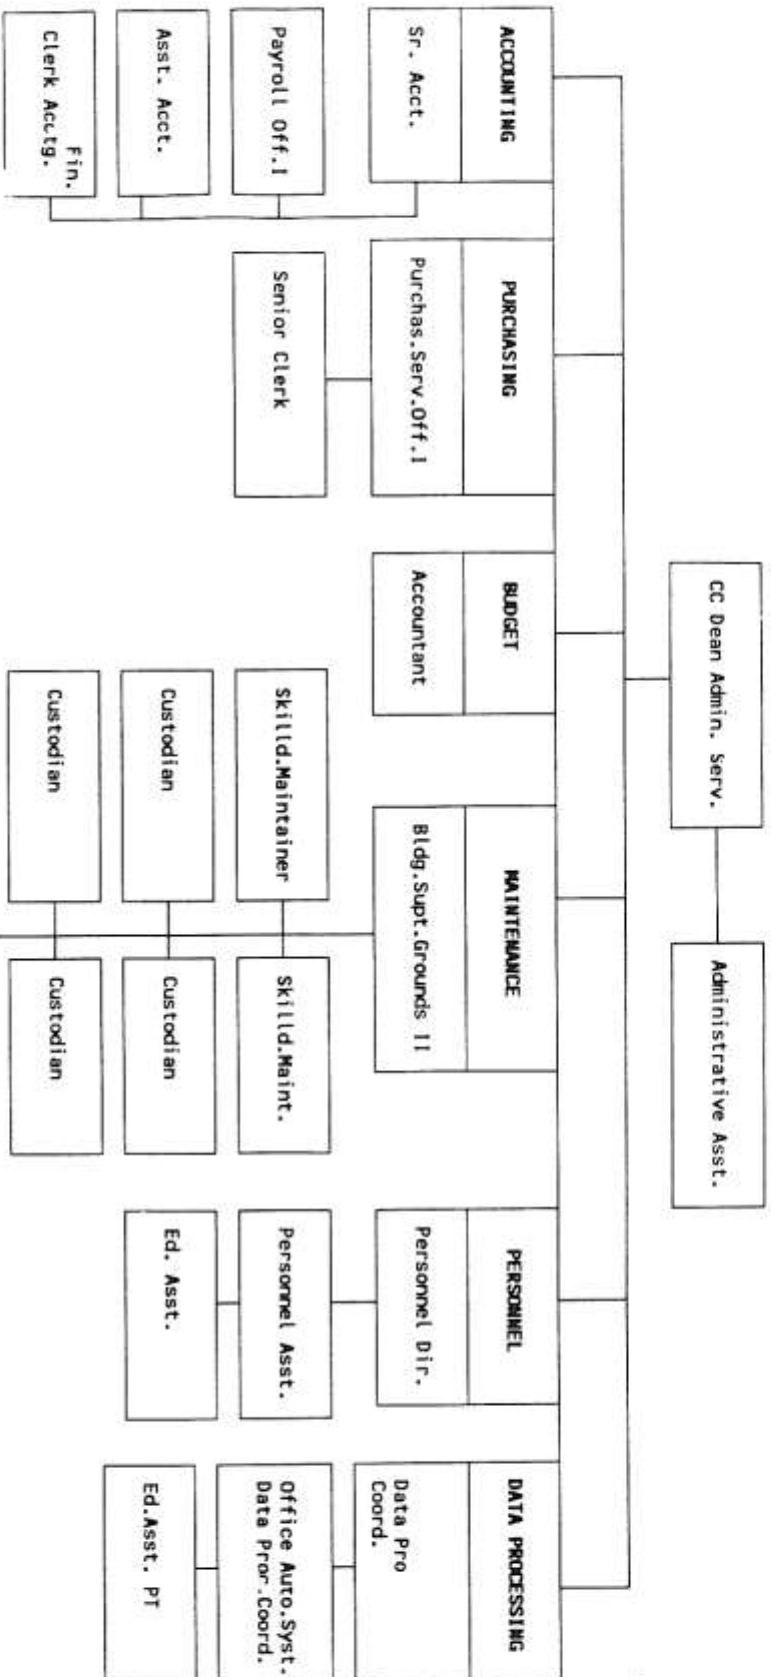 CC Dean Admin. Serv.
Administrative Asst.
ACCOUNTING
Sr. Acct.
Payroll Off.I
Asst. Acct.
Fin.
Clerk Acctg.
PURCHASING
Purchas.Serv.Off.I
Senior Clerk
BUDGET
Accountant
MAINTENANCE
Bldg.Supt.Grounds II
Skilld.Maintainer
Skilld.Maint.
Custodian
Custodian
Custodian
Custodian
PERSONNEL
Personnel Dir.
Personnel Asst.
Ed. Asst.
DATA PROCESSING
Data Pro
Coord.
Office Auto.Syst.
Data Pror.Coord.
Ed.Asst. PT